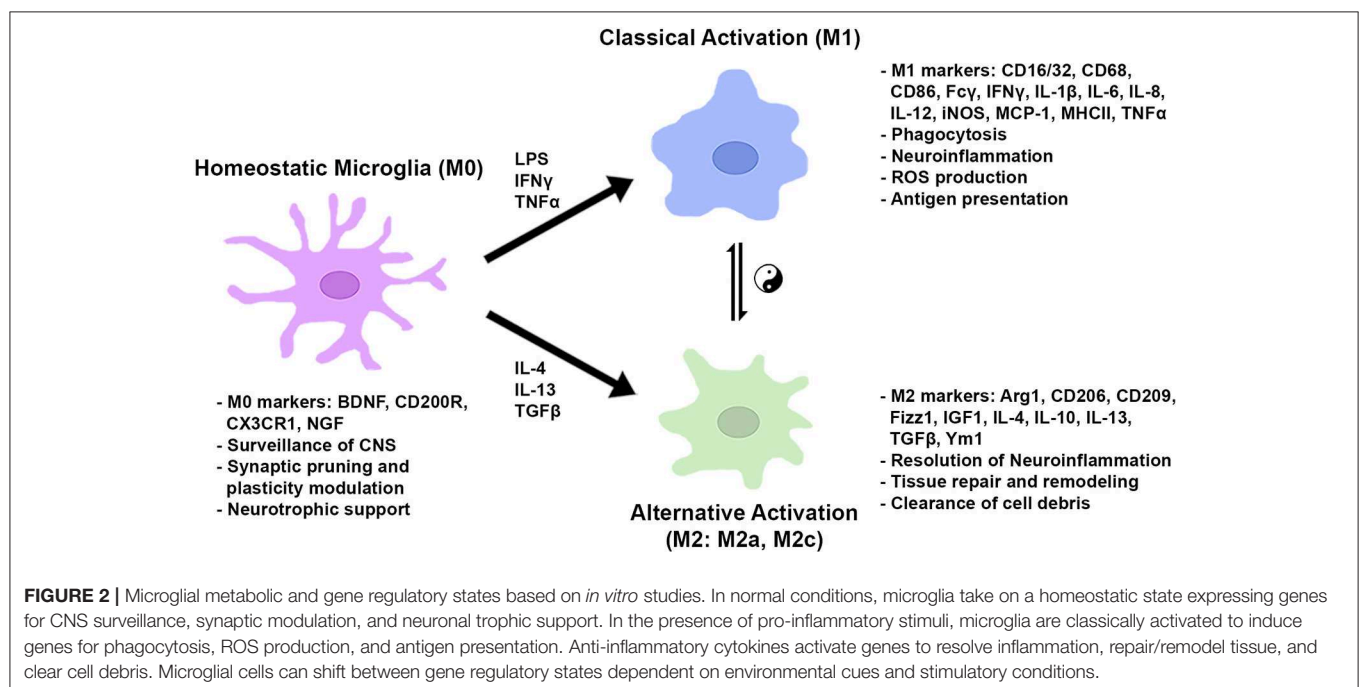 Classical Activation (M1)
- M1 markers: CD16/32, CD68,
CD86, Fcγ, IFNγ, IL-1β, IL-6, IL-8,
IL-12, iNOS, MCP-1, MHCII, TNFα
- Phagocytosis
- Neuroinflammation
- ROS production
- Antigen presentation
Homeostatic Microglia (M0)
LPS
IFNγ
TNFα
IL-4
IL-13
TGFβ
- M0 markers: BDNF, CD200R,
CX3CR1, NGF
- Surveillance of CNS
- Synaptic pruning and
plasticity modulation
- Neurotrophic support
- M2 markers: Arg1, CD206, CD209,
Fizz1, IGF1, IL-4, IL-10, IL-13,
TGFβ, Ym1
- Resolution of Neuroinflammation
- Tissue repair and remodeling
- Clearance of cell debris
Alternative Activation
(M2: M2a, M2c)
FIGURE 2 | Microglial metabolic and gene regulatory states based on in vitro studies. In normal conditions, microglia take on a homeostatic state expressing genes
for CNS surveillance, synaptic modulation, and neuronal trophic support. In the presence of pro-inflammatory stimuli, microglia are classically activated to induce
genes for phagocytosis, ROS production, and antigen presentation. Anti-inflammatory cytokines activate genes to resolve inflammation, repair/remodel tissue, and
clear cell debris. Microglial cells can shift between gene regulatory states dependent on environmental cues and stimulatory conditions.